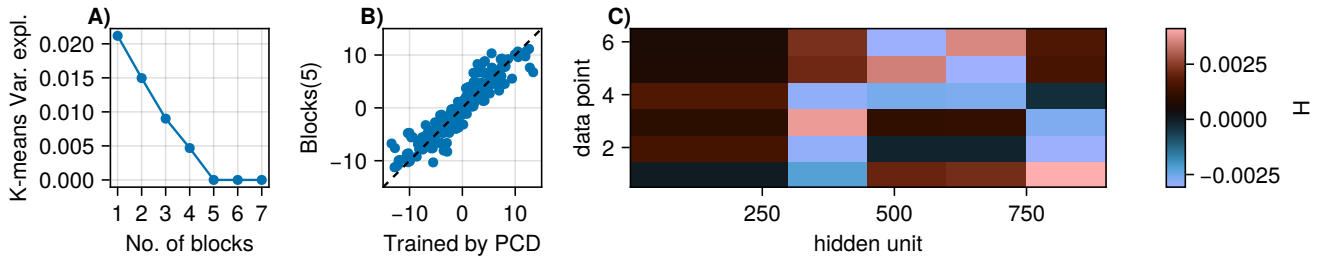 A)
K-means Var. expl.
0.020
0.015
0.010
0.005
0.000
1 2 3 4 5 6 7
No. of blocks
B)
Blocks(5)
10
0
−10
−10 0 10
Trained by PCD
C)
data point
6
4
2
250 500 750
hidden unit
0.0025
0.0000
−0.0025
H